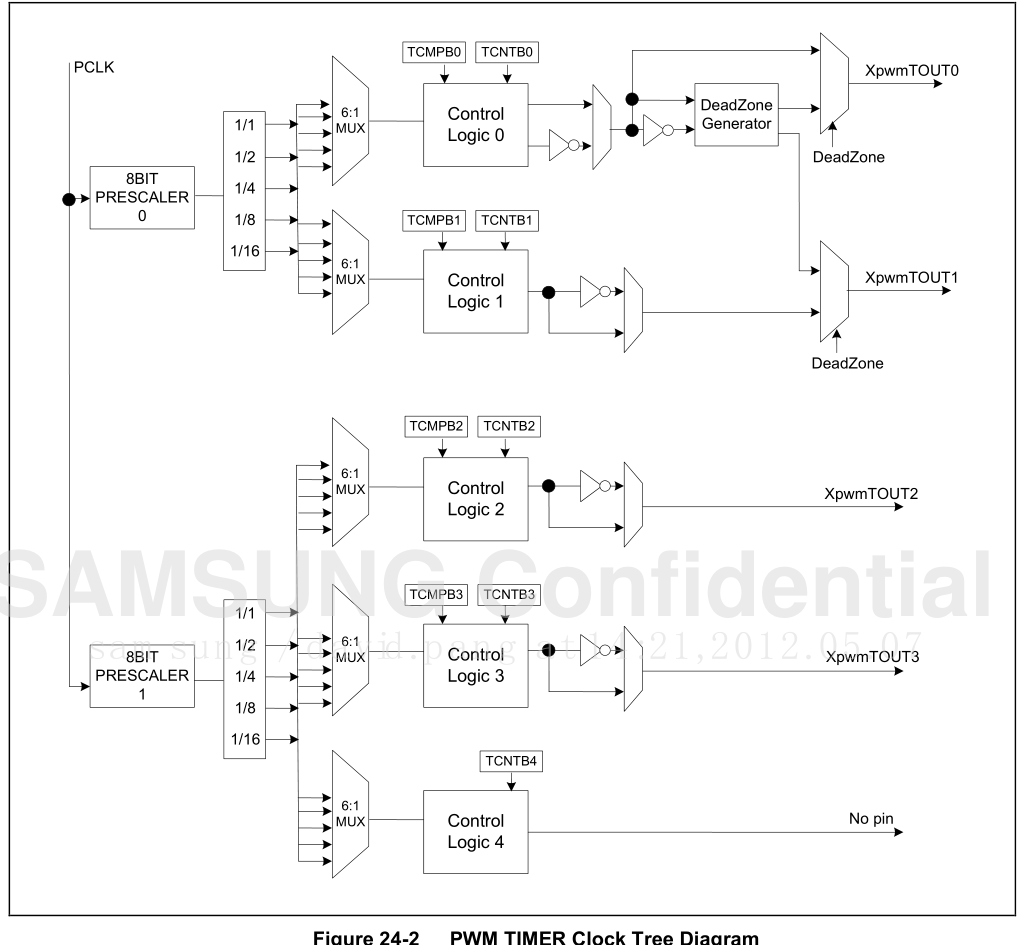 PCLK
8BIT
PRESCALER
0
1/1
1/2
1/4
1/8
1/16
6:1
MUX
TCMPB0
TCNTB0
Control
Logic 0
DeadZone
Generator
XpwmTOUT0
DeadZone
6:1
MUX
TCMPB1
TCNTB1
Control
Logic 1
XpwmTOUT1
DeadZone
6:1
MUX
TCMPB2
TCNTB2
Control
Logic 2
XpwmTOUT2
SAMSUNG Confidential
8BIT
PRESCALER
1
1/1
1/2
1/4
1/8
1/16
6:1
MUX
TCMPB3
TCNTB3
Control
Logic 3
XpwmTOUT3
sam sung / david.pang at 14:21,2012.05.07
6:1
MUX
TCNTB4
Control
Logic 4
No pin
Figure 24-2 PWM TIMER Clock Tree Diagram